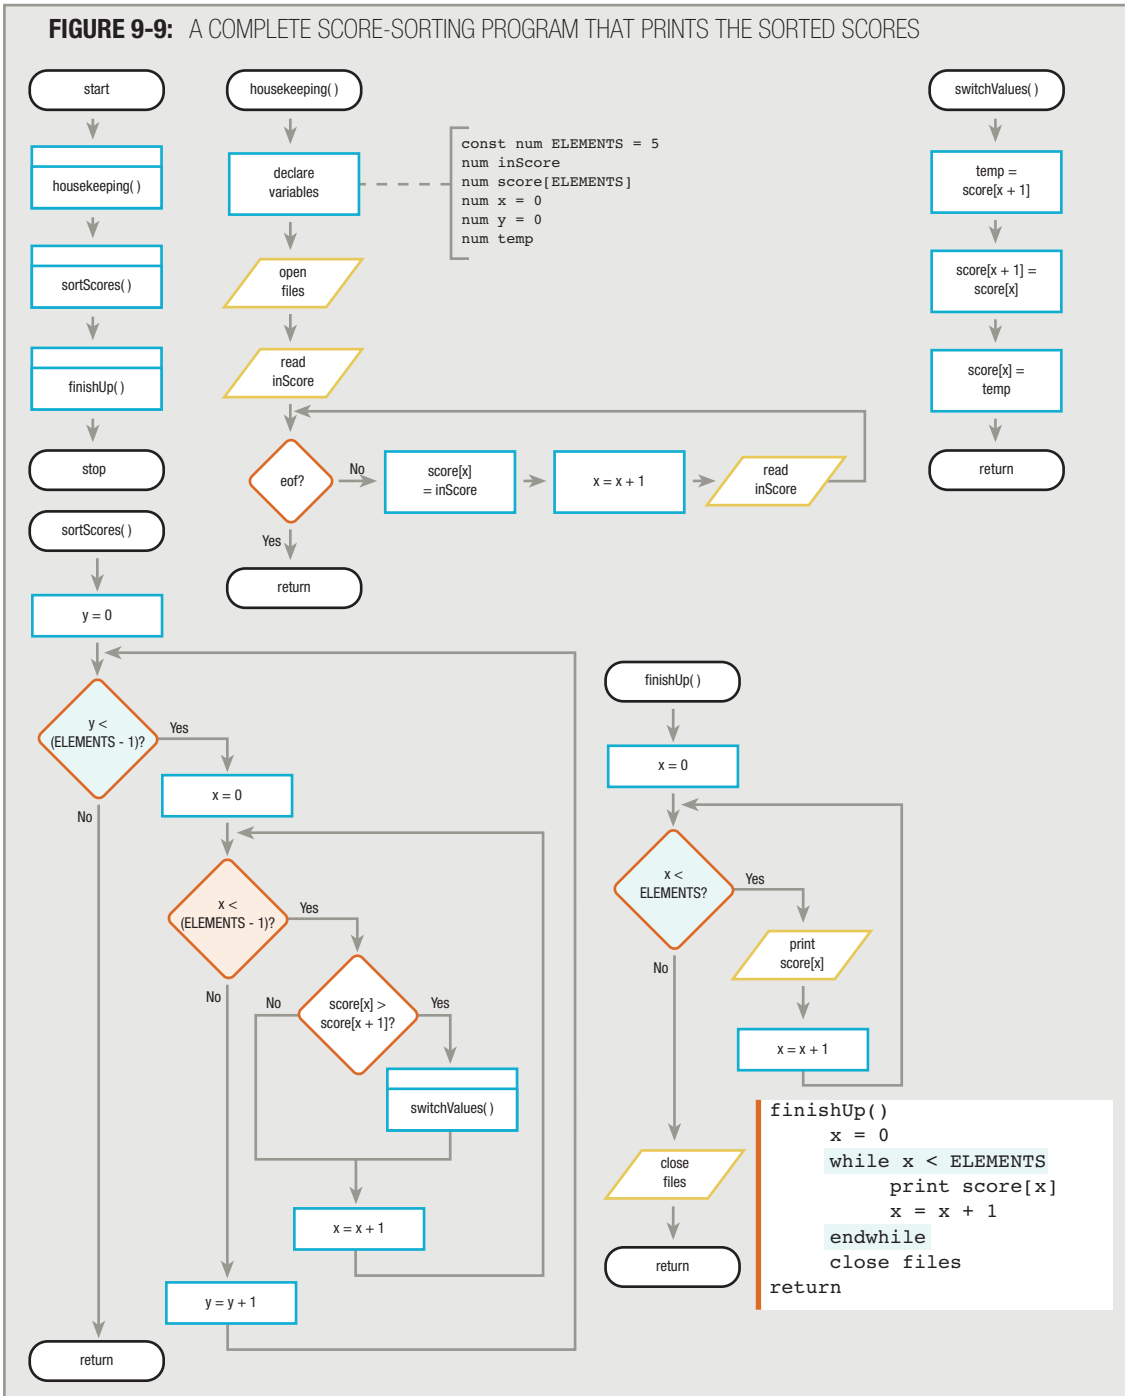 FIGURE 9-9: A COMPLETE SCORE-SORTING PROGRAM THAT PRINTS THE SORTED SCORES
start
housekeeping( )
sortScores( )
finishUp( )
stop
housekeeping( )
declare
variables
const num ELEMENTS = 5
num inScore
num score[ELEMENTS]
num x = 0
num y = 0
num temp
open
files
read
inScore
eof?
No
score[x]
= inScore
x = x + 1
read
inScore
Yes
return
switchValues( )
temp =
score[x + 1]
score[x + 1] =
score[x]
score[x] =
temp
return
sortScores( )
y = 0
y <
(ELEMENTS - 1)?
Yes
No
x = 0
x <
(ELEMENTS - 1)?
Yes
No
score[x] >
score[x + 1]?
No
Yes
switchValues( )
x = x + 1
y = y + 1
return
finishUp( )
x = 0
x <
ELEMENTS?
Yes
No
print
score[x]
x = x + 1
close
files
return
finishUp()
x = 0
while x < ELEMENTS
print score[x]
x = x + 1
endwhile
close files
return